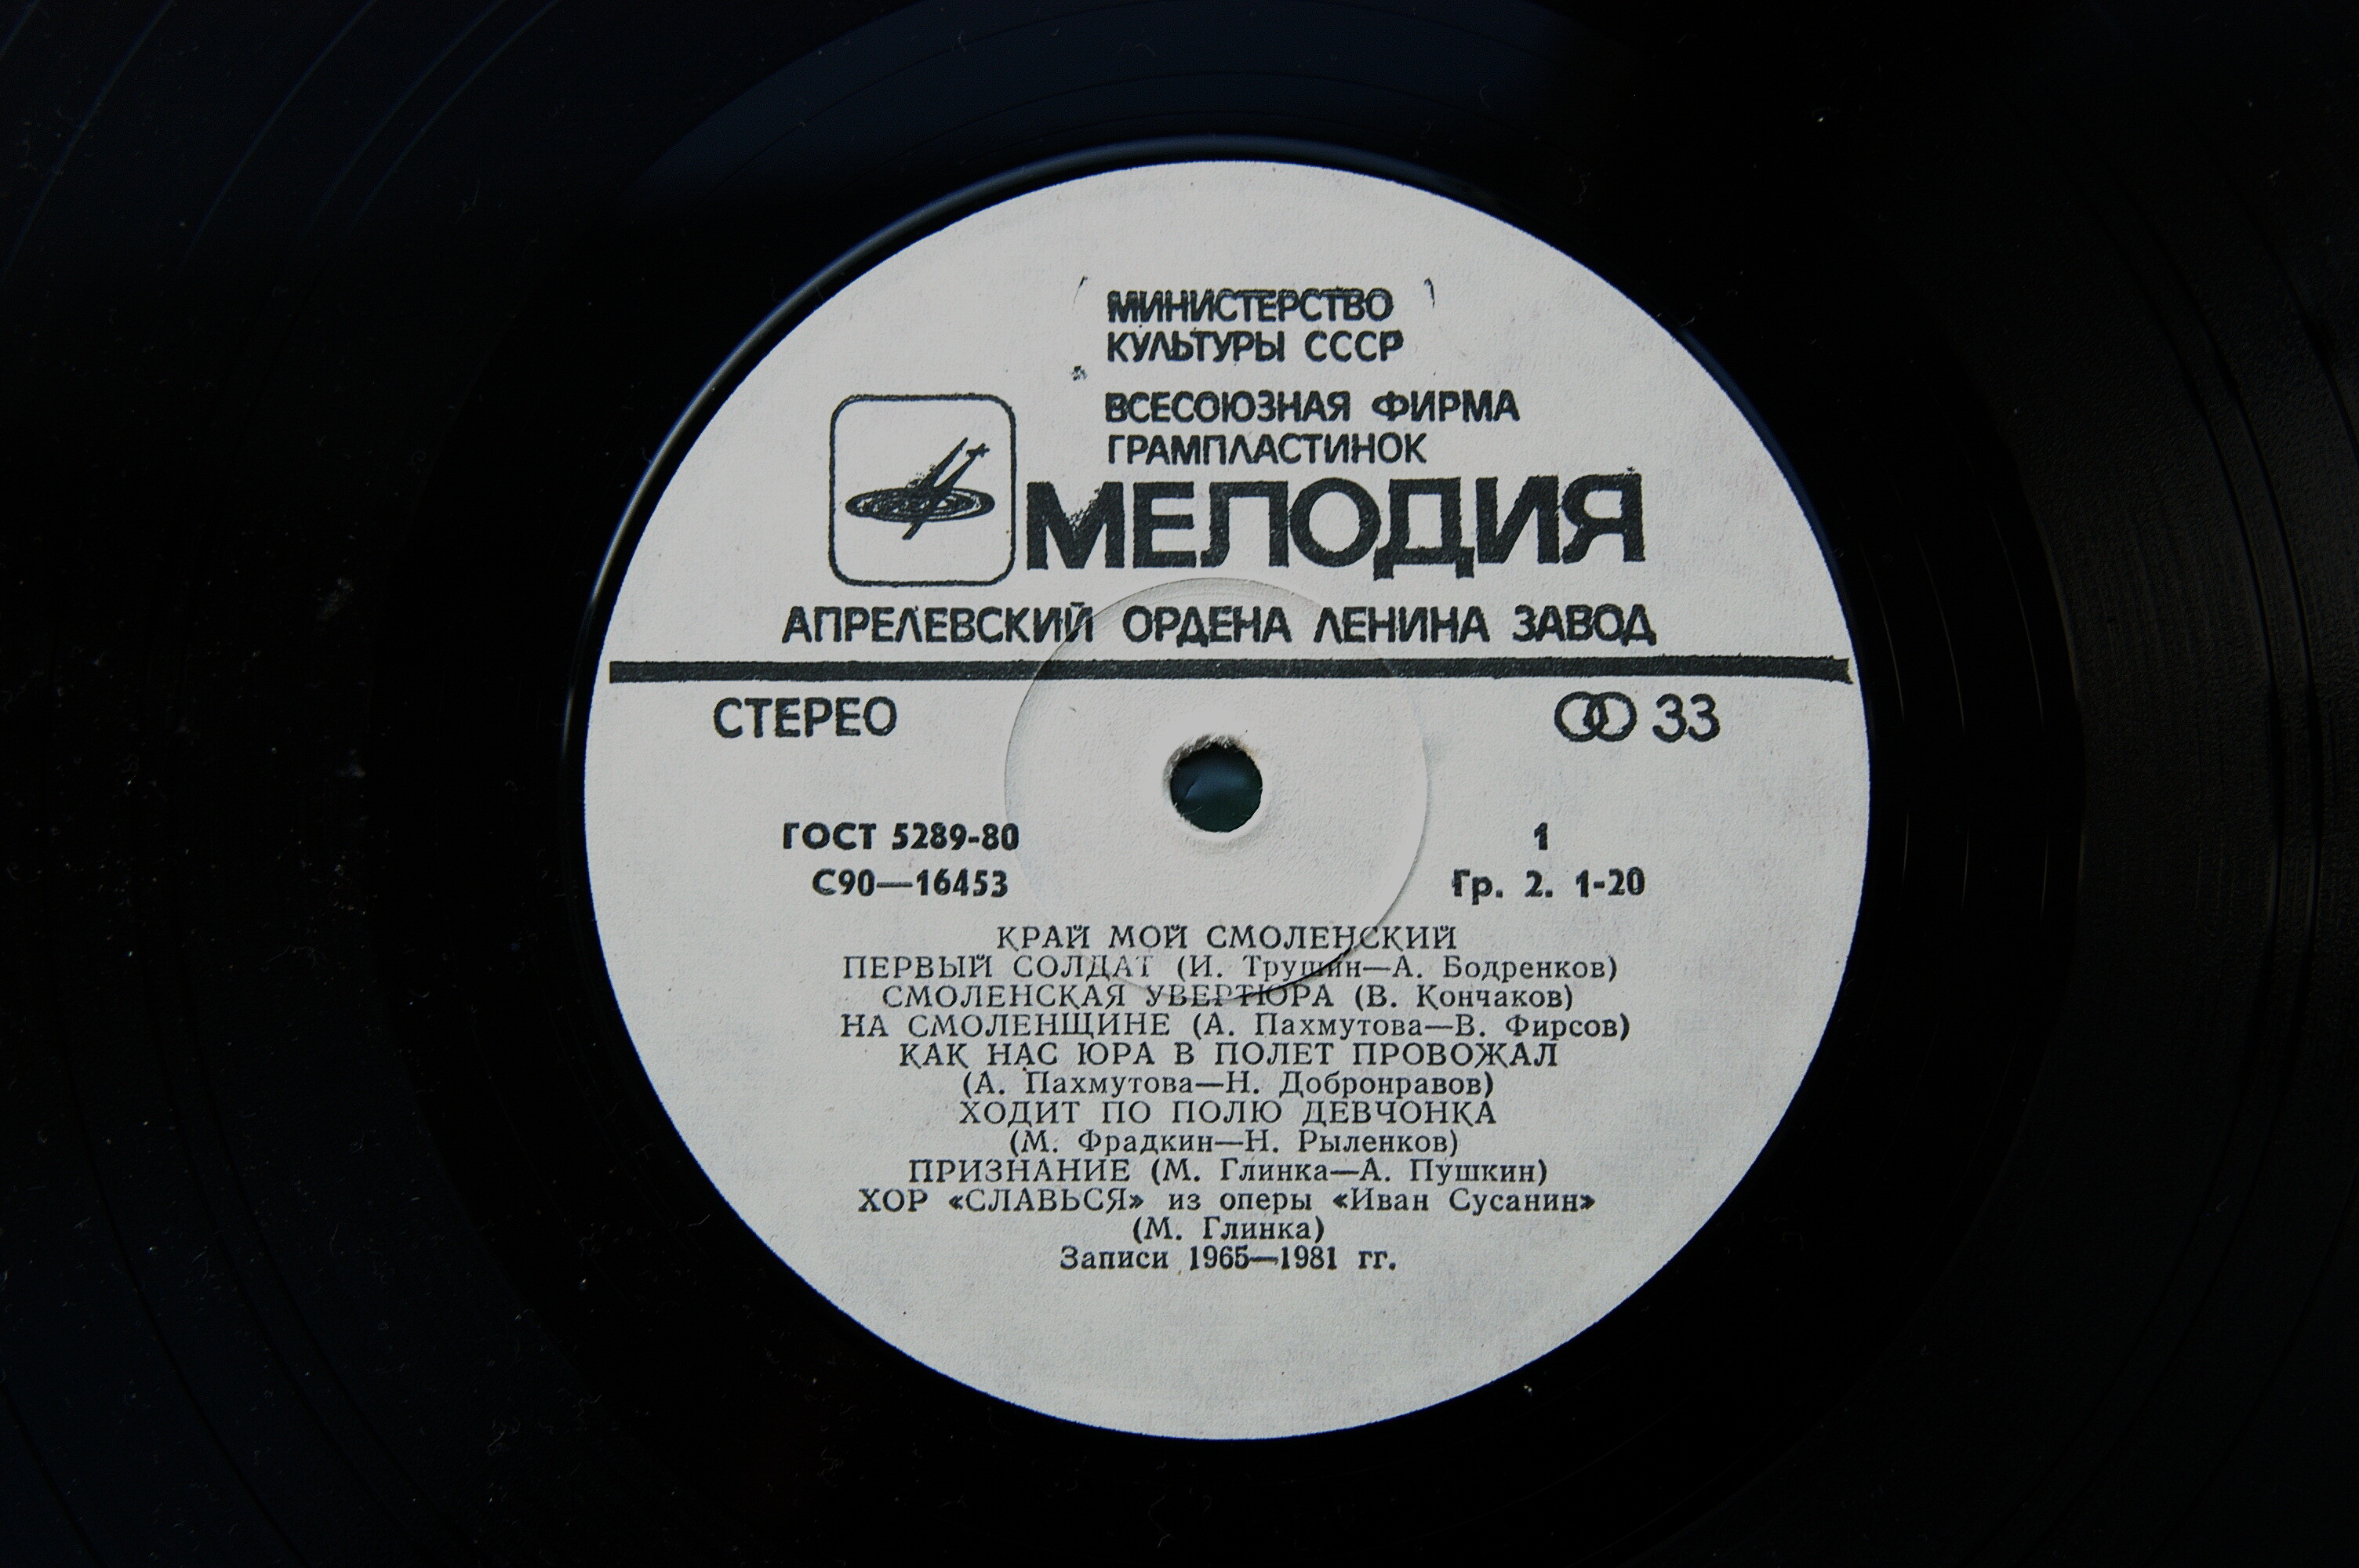 МИНИСТЕРСТВО
КУЛЬТУРЫ СССР
ВСЕСОЮЗНАЯ ФИРМА
ГРАМПЛАСТИНОК
МЕЛОДИЯ
АПРЕЛЕВСКИЙ ОРДЕНА ЛЕНИНА ЗАВОД
СТЕРЕО 33
ГОСТ 5289-80 1
С90—16453 Гр. 2. 1-20
КРАЙ МОЙ СМОЛЕНСКИЙ
ПЕРВЫЙ СОЛДАТ (И. Трушин—А. Бодренков)
СМОЛЕНСКАЯ УВЕРТЮРА (В. Кончаков)
НА СМОЛЕНЩИНЕ (А. Пахмутова—В. Фирсов)
КАК НАС ЮРА В ПОЛЕТ ПРОВОЖАЛ
(А. Пахмутова—Н. Добронравов)
ХОДИТ ПО ПОЛЮ ДЕВЧОНКА
(М. Фрадкин—Н. Рыленков)
ПРИЗНАНИЕ (М. Глинка—А. Пушкин)
ХОР «СЛАВЬСЯ» из оперы «Иван Сусанин»
(М. Глинка)
Записи 1965—1981 гг.